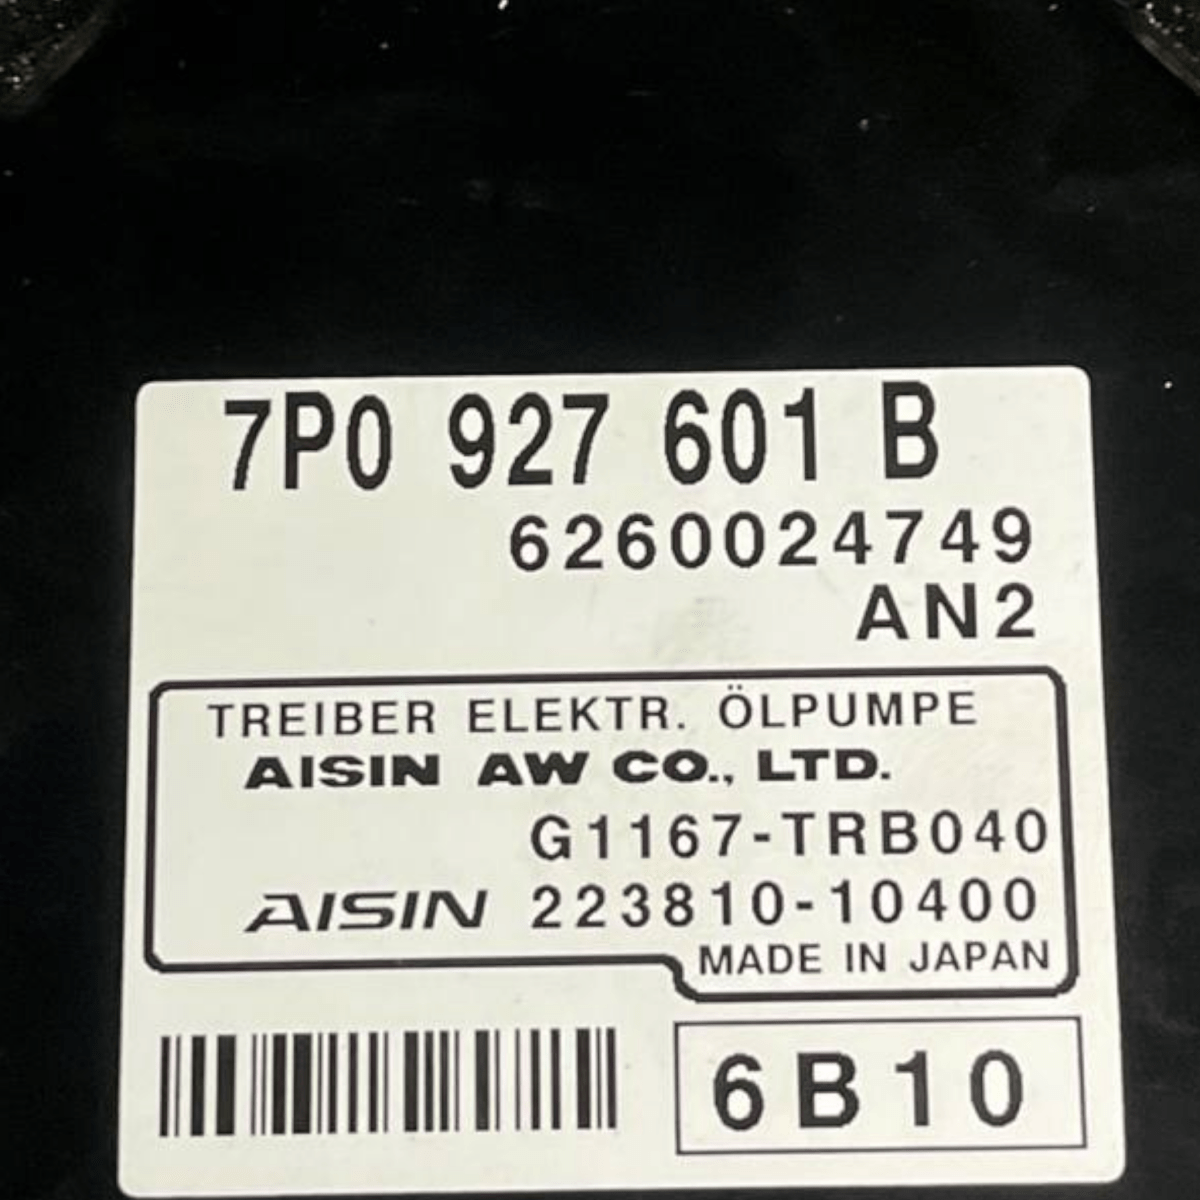 7P0 927 601 B
6260024749
AN2
TREIBER ELEKTR. ÖLPUMPE
AISIN AW CO., LTD.
G1167-TRB040
AISIN 223810-10400
MADE IN JAPAN
6B10